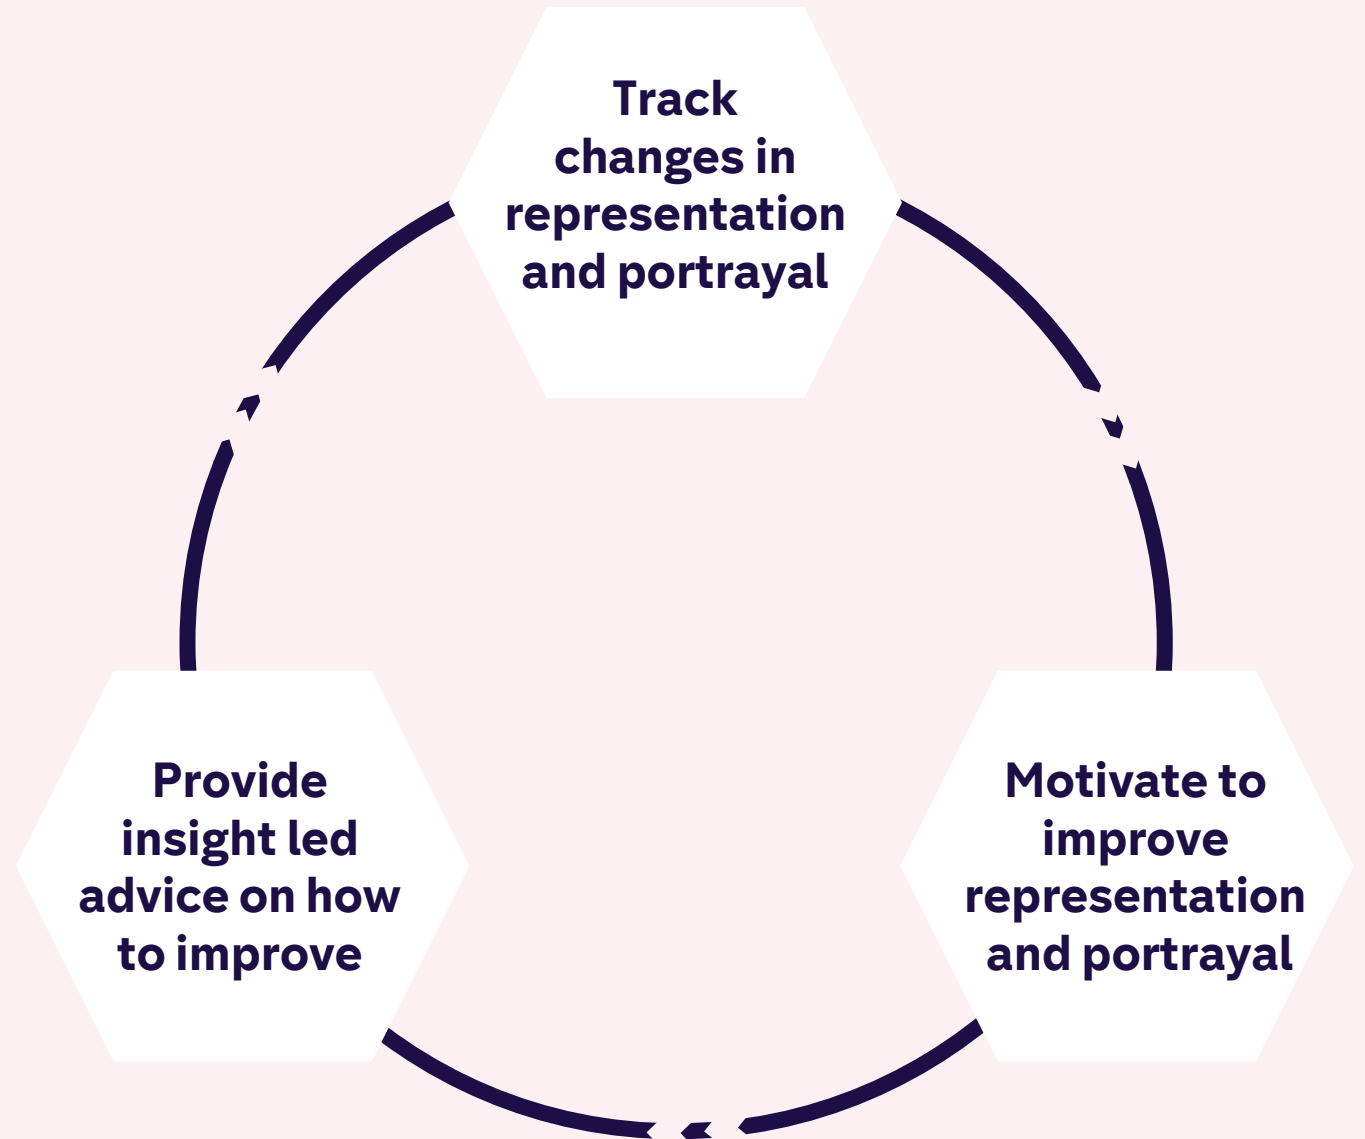 Track
changes in
representation
and portrayal
Motivate to
improve
representation
and portrayal
Provide
insight led
advice on how
to improve